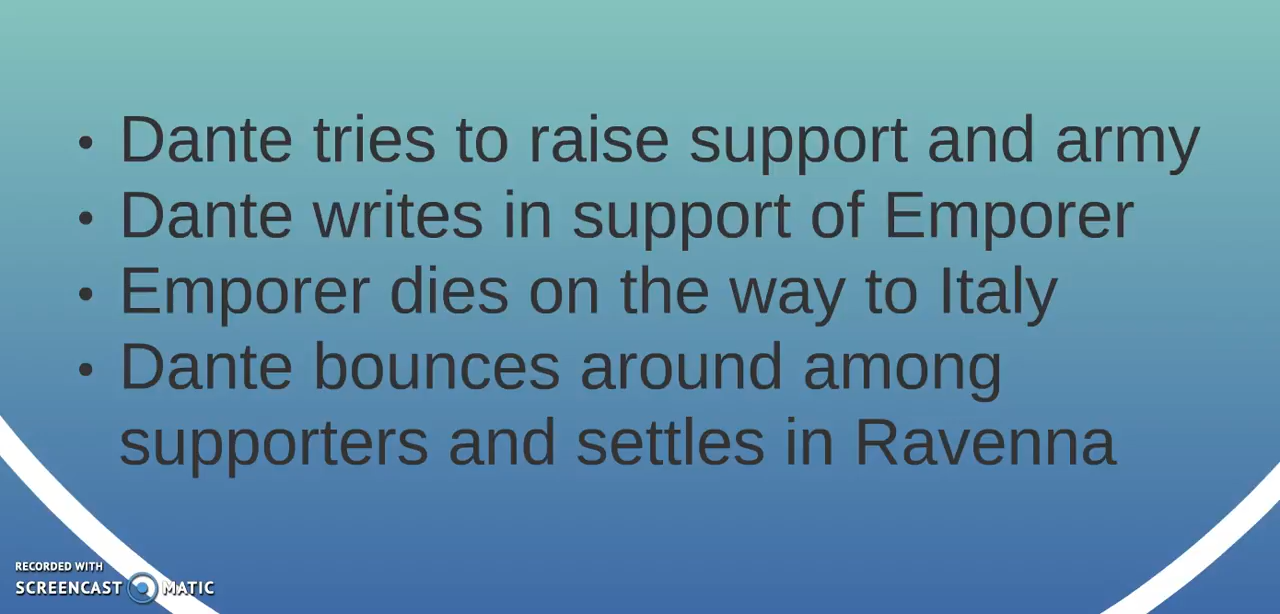 • Dante tries to raise support and army
• Dante writes in support of Emporer
• Emporer dies on the way to Italy
• Dante bounces around among
supporters and settles in Ravenna
RECORDED WITH
SCREENCAST MATIC